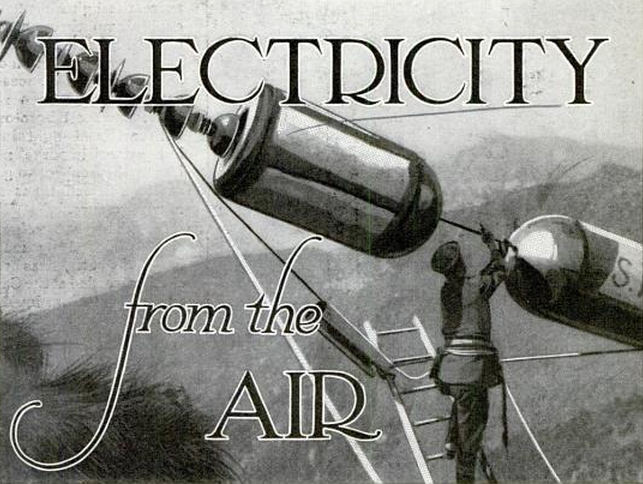 ELECTRICITY
from the
AIR
S.